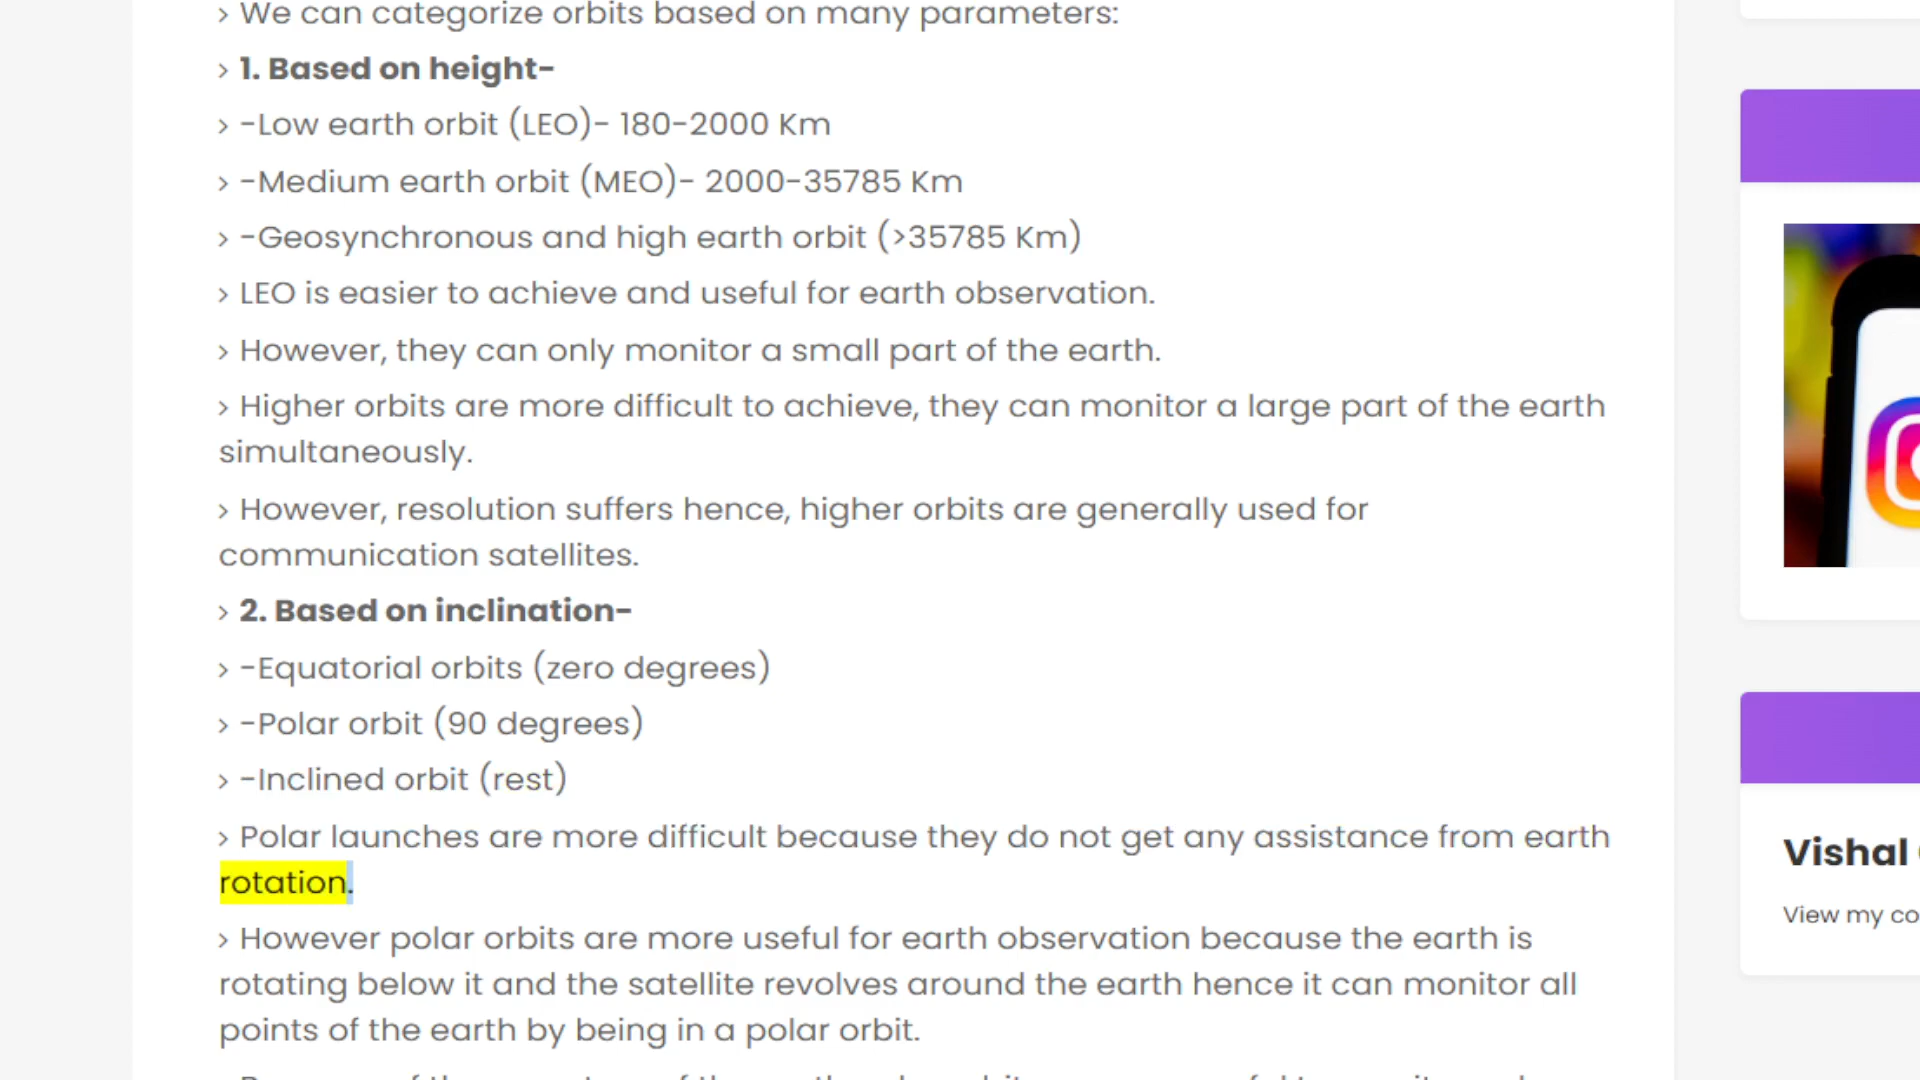 › We can categorize orbits based on many parameters:
› 1. Based on height-
› -Low earth orbit (LEO)- 180-2000 Km
› -Medium earth orbit (MEO)- 2000-35785 Km
› -Geosynchronous and high earth orbit (>35785 Km)
› LEO is easier to achieve and useful for earth observation.
› However, they can only monitor a small part of the earth.
› Higher orbits are more difficult to achieve, they can monitor a large part of the earth
simultaneously.
› However, resolution suffers hence, higher orbits are generally used for
communication satellites.
› 2. Based on inclination-
› -Equatorial orbits (zero degrees)
› -Polar orbit (90 degrees)
› -Inclined orbit (rest)
› Polar launches are more difficult because they do not get any assistance from earth
rotation.
› However polar orbits are more useful for earth observation because the earth is
rotating below it and the satellite revolves around the earth hence it can monitor all
points of the earth by being in a polar orbit.
Vishal
View my co